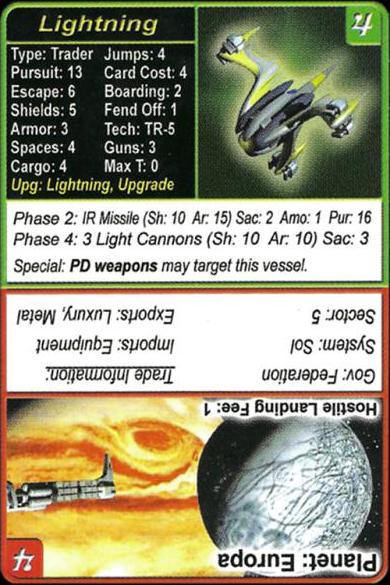 Lightning
4
Type: Trader Jumps: 4
Pursuit: 13 Card Cost: 4
Escape: 6 Boarding: 2
Shields: 5 Fend Off: 1
Armor: 3 Tech: TR-5
Spaces: 4 Guns: 3
Cargo: 4 Max T: 0
Upg: Lightning, Upgrade
Phase 2: IR Missile (Sh: 10 Ar: 15) Sac: 2 Amo: 1 Pur: 16
Phase 4: 3 Light Cannons (Sh: 10 Ar: 10) Sac: 3
Special: PD weapons may target this vessel.
Planet: Europa
44
Hostile Landing Fee: 1
Gov: Federation Trade Information:
System: Sol Imports: Equipment
Sector: 5 Exports: Luxury, Metal